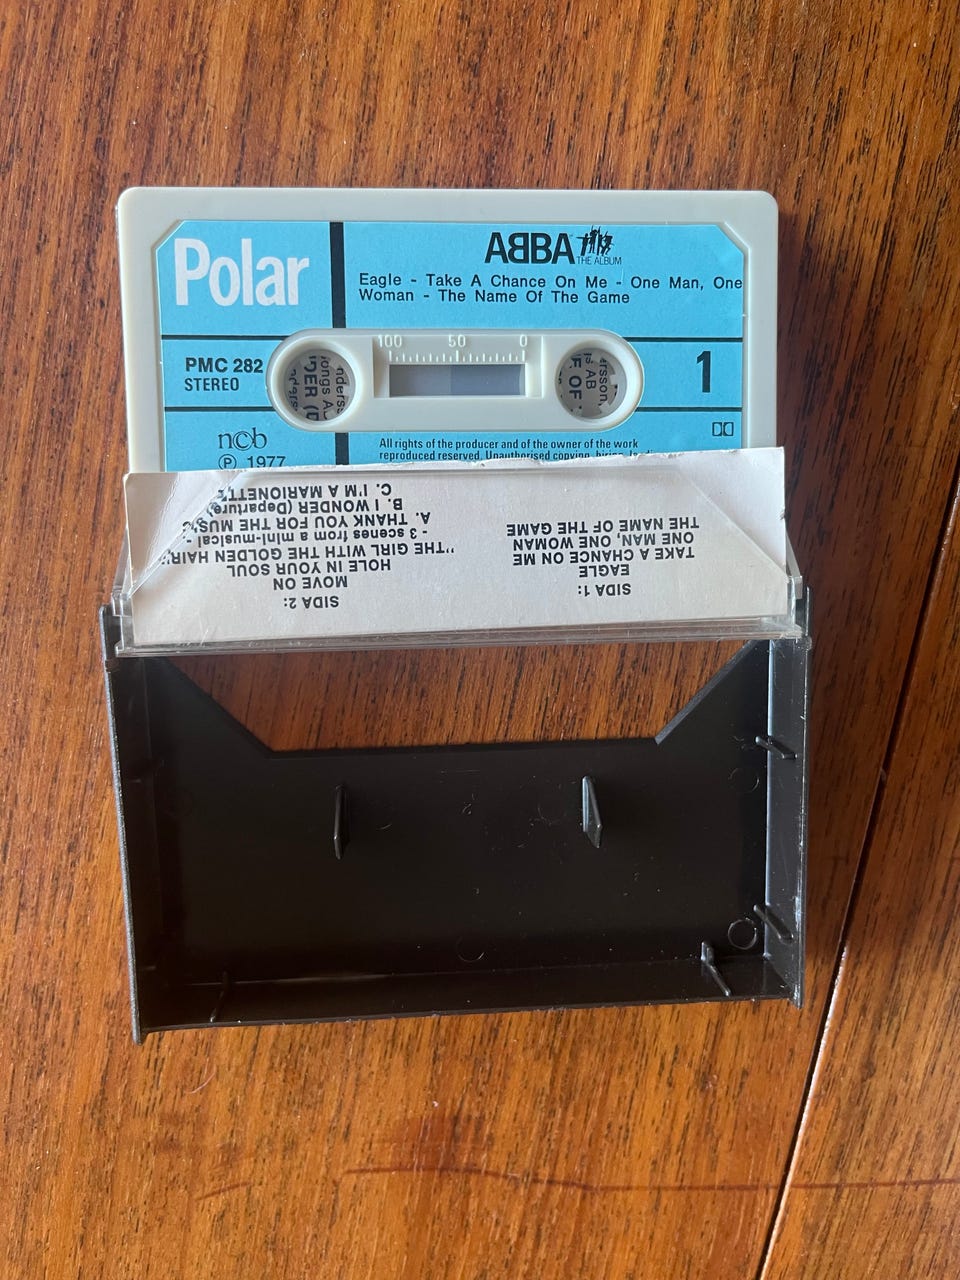 Polar
ABBA
THE ALBUM
Eagle - Take A Chance On Me - One Man, One
Woman - The Name Of The Game
100 50 0
PMC 282
STEREO
1
ncb
Ⓟ 1977
All rights of the producer and of the owner of the work
reproduced reserved. Unauthorised copying,
SIDA 1:
EAGLE
TAKE A CHANCE ON ME
ONE MAN, ONE WOMAN
THE NAME OF THE GAME
SIDA 2:
MOVE ON
HOLE IN YOUR SOUL
"THE GIRL WITH THE GOLDEN HAIR"
- 3 scenes from a mini-musical -
A. THANK YOU FOR THE MUSIC
B. I WONDER (Departure)
C. I'M A MARIONETTE